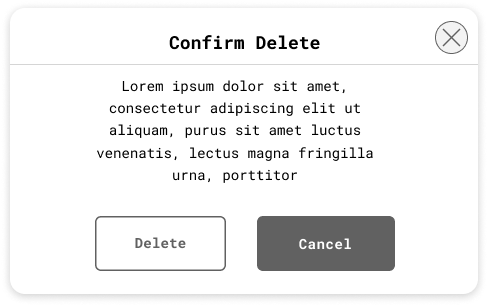 Confirm Delete
Lorem ipsum dolor sit amet,
consectetur adipiscing elit ut
aliquam, purus sit amet luctus
venenatis, lectus magna fringilla
urna, porttitor
Delete
Cancel